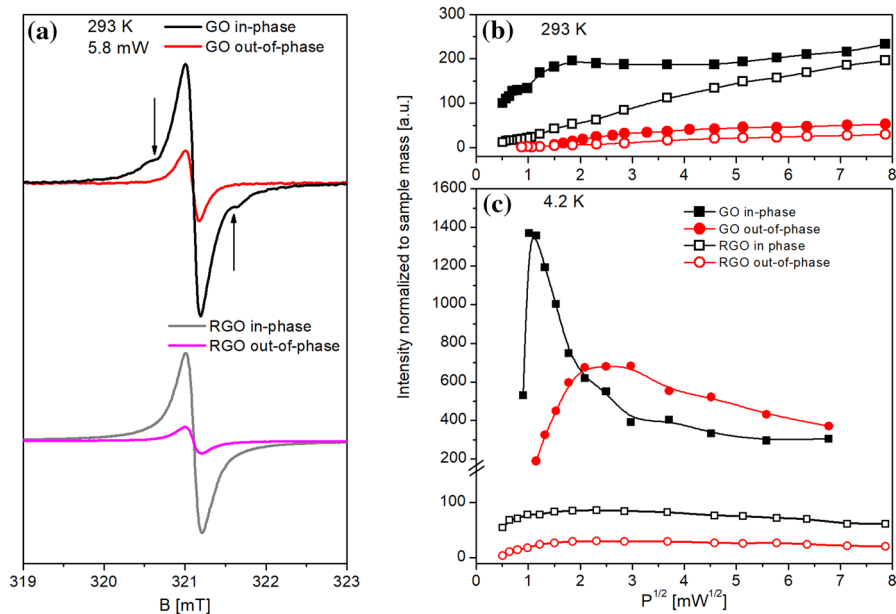 (a)
293 K
5.8 mW
GO in-phase
GO out-of-phase
RGO in-phase
RGO out-of-phase
319
320
321
322
323
B [mT]
Intensity normalized to sample mass [a.u.]
(b)
293 K
300
200
100
0
(c)
4.2 K
GO in-phase
GO out-of-phase
RGO in phase
RGO out-of-phase
1400
1200
1000
800
600
400
200
100
0
0
1
2
3
4
5
6
7
8
P^1/2 [mW^1/2]